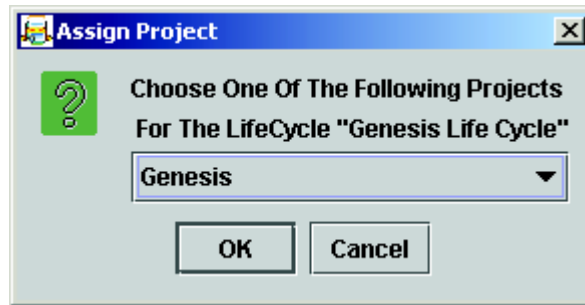 Assign Project
Choose One Of The Following Projects
For The LifeCycle "Genesis Life Cycle"
Genesis
OK
Cancel